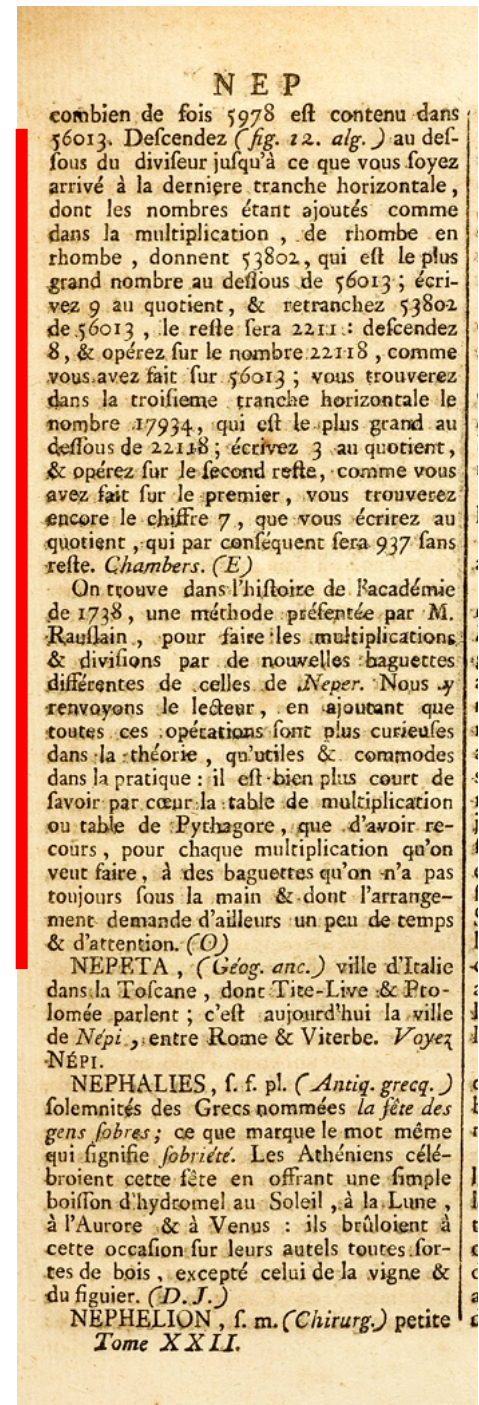 N E P
combien de fois 5978 eſt contenu dans
56013. Deſcendez (fig. 12. alg.) au deſ-
ſous du diviſeur juſqu'à ce que vous ſoyez
arrivé à la derniere tranche horizontale,
dont les nombres étant ajoutés comme
dans la multiplication, de rhombe en
rhombe, donnent 53802, qui eſt le plus
grand nombre au deſſous de 56013; écri-
vez 9 au quotient, & retranchez 53802
de 56013, le reſte ſera 2211: deſcendez
8, & opérez ſur le nombre 22118, comme
vous avez fait ſur 56013; vous trouverez
dans la troiſieme tranche horizontale le
nombre 17934, qui eſt le plus grand au
deſſous de 22118; écrivez 3 au quotient,
& opérez ſur le ſecond reſte, comme vous
avez fait ſur le premier, vous trouverez
encore le chiffre 7, que vous écrirez au
quotient, qui par conſéquent ſera 937 ſans
reſte. Chambers. (E)
On trouve dans l'hiſtoire de l'académie
de 1738, une méthode préſentée par M.
Rauſlain, pour faire les multiplications
& diviſions par de nouvelles baguettes
différentes de celles de Neper. Nous y
renvoyons le lecteur, en ajoutant que
toutes ces opérations ſont plus curieuſes
dans la théorie, qu'utiles & commodes
dans la pratique: il eſt bien plus court de
ſavoir par cœur la table de multiplication
ou table de Pythagore, que d'avoir re-
cours, pour chaque multiplication qu'on
veut faire, à des baguettes qu'on n'a pas
toujours ſous la main & dont l'arrange-
ment demande d'ailleurs un peu de temps
& d'attention. (O)
NEPETA, (Géog. anc.) ville d'Italie
dans la Toſcane, dont Tite-Live & Pto-
lomée parlent; c'eſt aujourd'hui la ville
de Népi, entre Rome & Viterbe. Voyez
NÉPI.
NEPHALIES, ſ. f. pl. (Antiq. grecq.)
ſolemnités des Grecs nommées la fête des
gens ſobres; ce que marque le mot même
qui ſignifie ſobriété. Les Athéniens célé-
broient cette fête en offrant une ſimple
boiſſon d'hydromel au Soleil, à la Lune,
à l'Aurore & à Venus: ils brûloient à
cette occaſion ſur leurs autels toutes ſor-
tes de bois, excepté celui de la vigne &
du figuier. (D. J.)
NEPHELION, ſ. m. (Chirurg.) petite
Tome XXII.